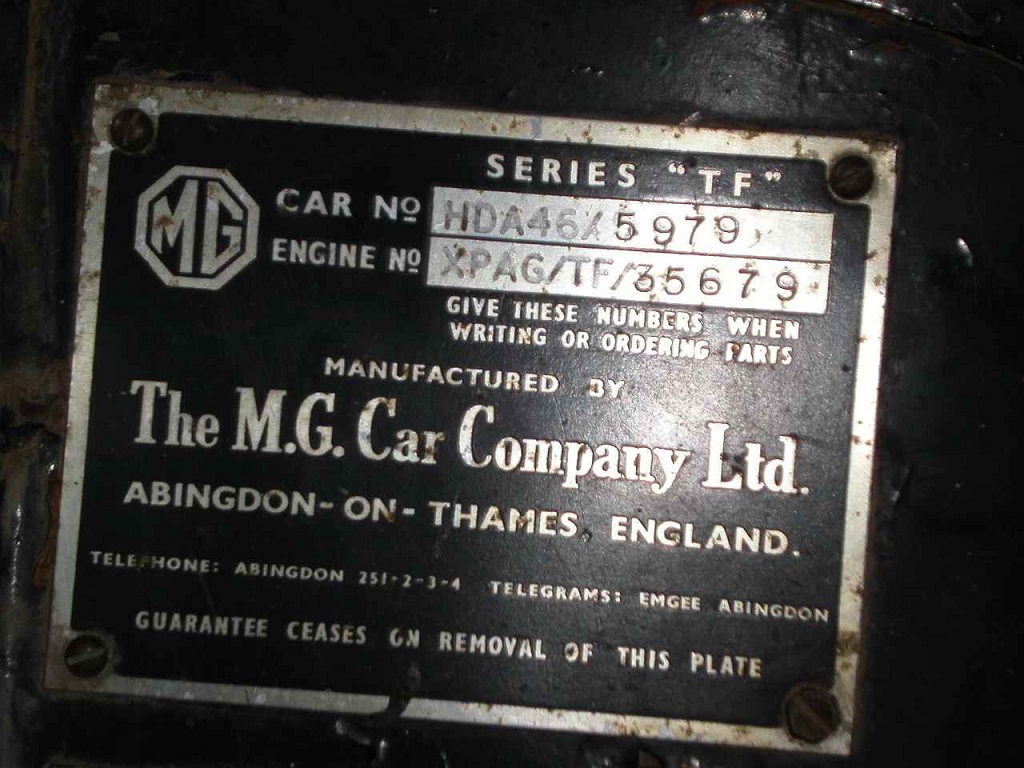 SERIES "TF"
MG
CAR NO HDA46/5979
ENGINE NO XPAG/TF/35679
GIVE THESE NUMBERS WHEN
WRITING OR ORDERING PARTS
MANUFACTURED BY
The M.G. Car Company Ltd.
ABINGDON-ON-THAMES, ENGLAND.
TELEPHONE: ABINGDON 251-2-3-4 TELEGRAMS: EMGEE ABINGDON
GUARANTEE CEASES ON REMOVAL OF THIS PLATE